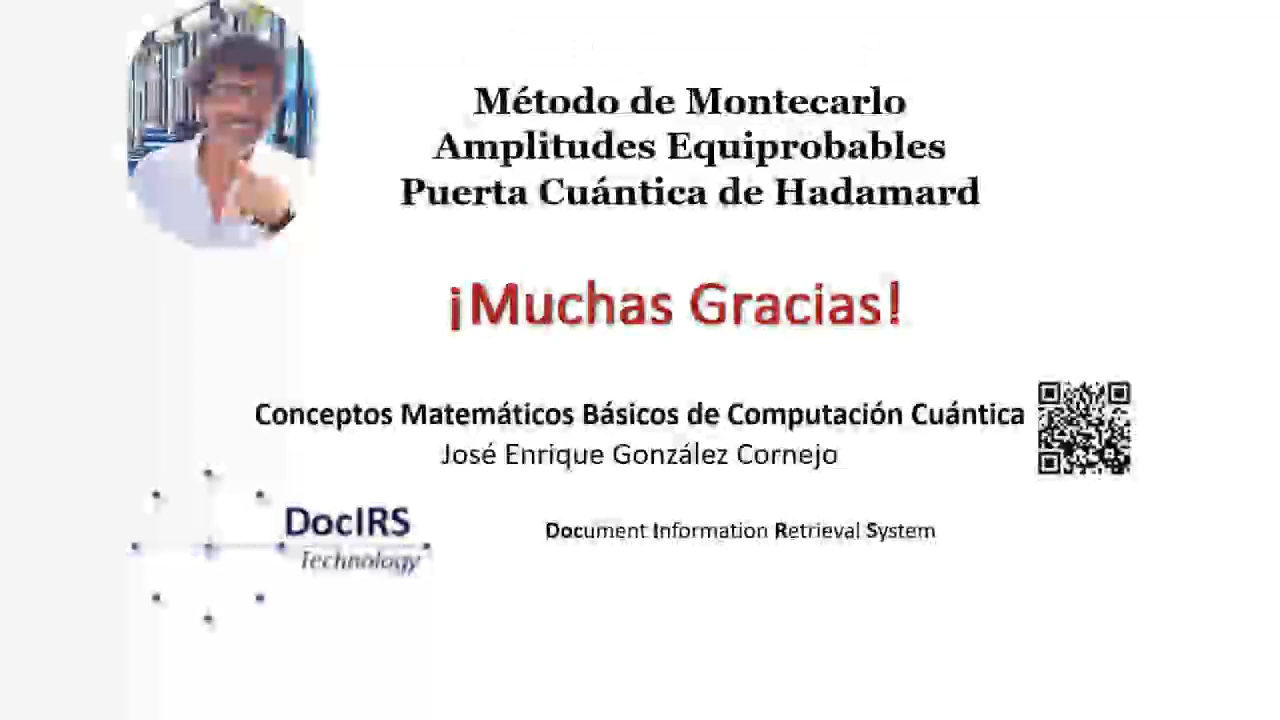 Método de Montecarlo
Amplitudes Equiprobables
Puerta Cuántica de Hadamard
¡Muchas Gracias!
Conceptos Matemáticos Básicos de Computación Cuántica
José Enrique González Cornejo
DocIRS
Technology
Document Information Retrieval System